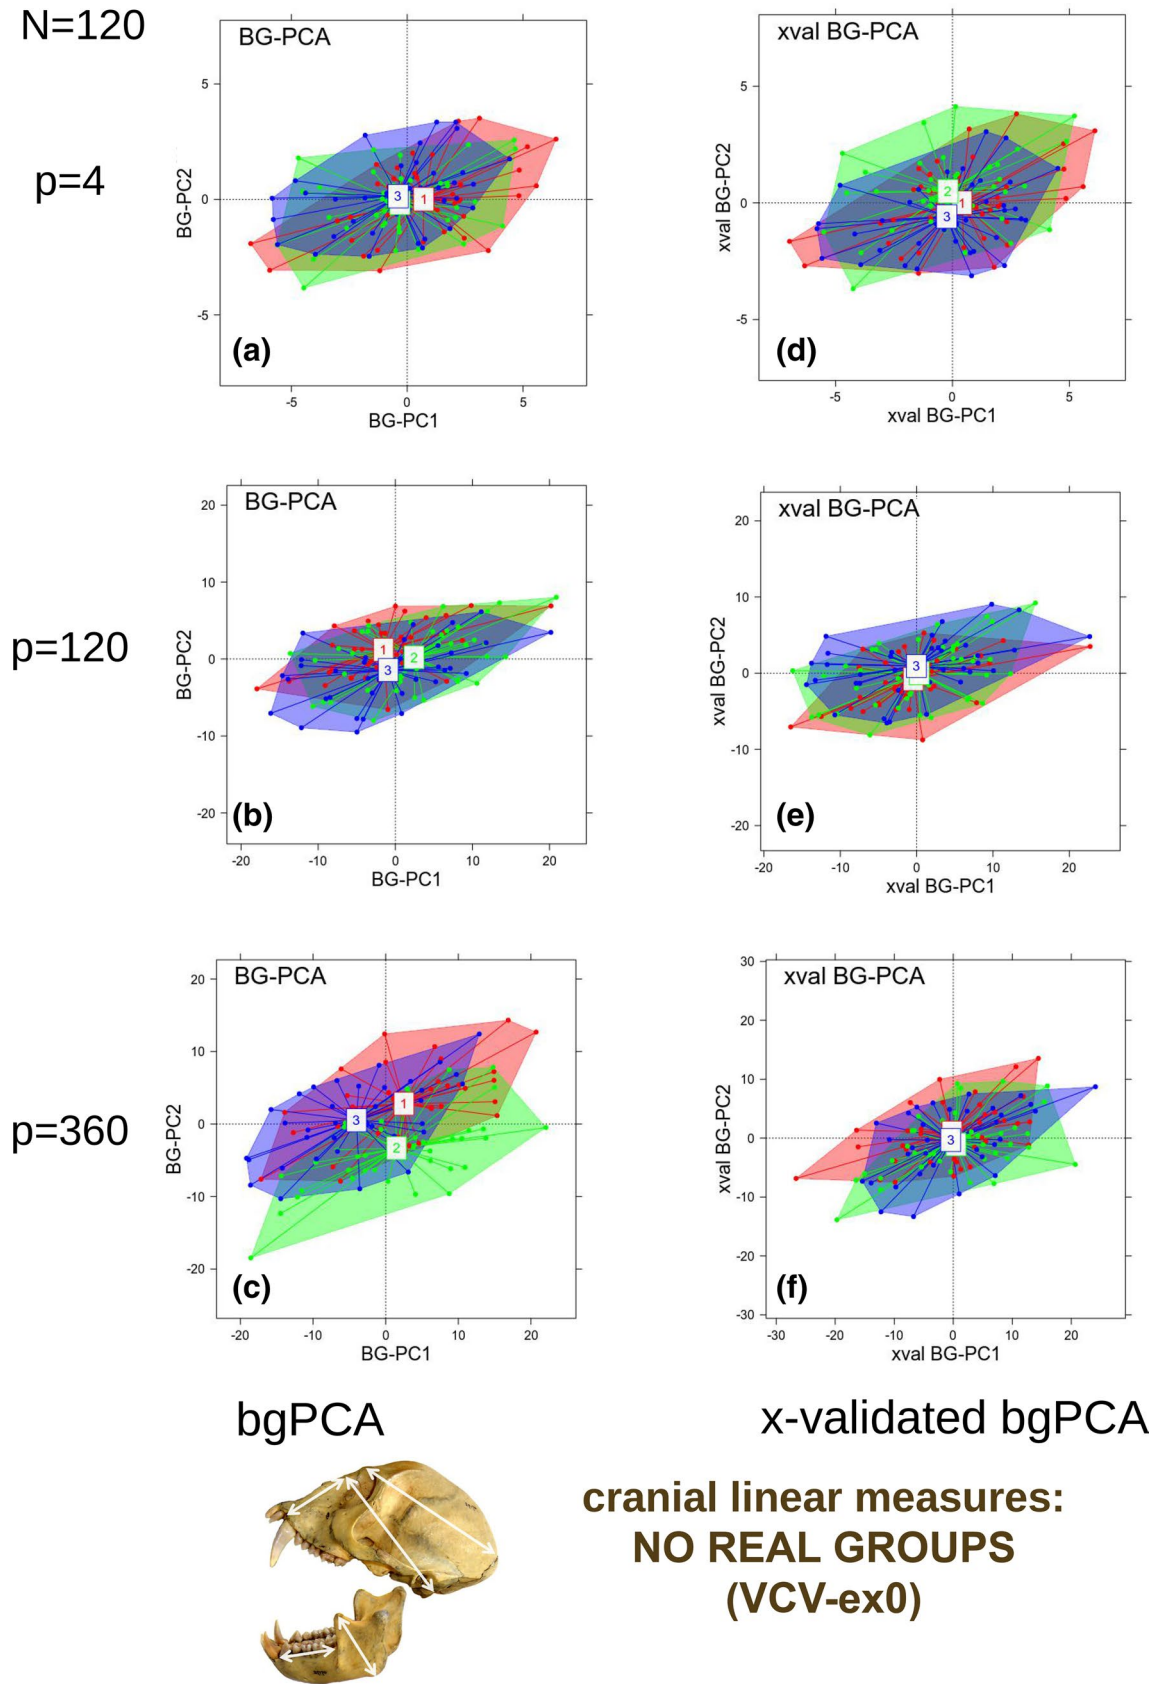 N=120
p=4
BG-PCA
BG-PC2
5
0
-5
3
1
(a)
-5
0
5
BG-PC1
xval BG-PCA
xval BG-PC2
5
0
-5
2
1
3
(d)
-5
0
5
xval BG-PC1
p=120
BG-PCA
BG-PC2
20
10
0
-10
-20
1
2
3
(b)
-20
-10
0
10
20
BG-PC1
xval BG-PCA
xval BG-PC2
20
10
0
-10
-20
3
(e)
-20
-10
0
10
20
xval BG-PC1
p=360
BG-PCA
BG-PC2
20
10
0
-10
-20
1
3
2
(c)
-20
-10
0
10
20
BG-PC1
xval BG-PCA
xval BG-PC2
30
20
10
0
-10
-20
-30
3
(f)
-30
-20
-10
0
10
20
xval BG-PC1
bgPCA
x-validated bgPCA
cranial linear measures:
NO REAL GROUPS
(VCV-ex0)